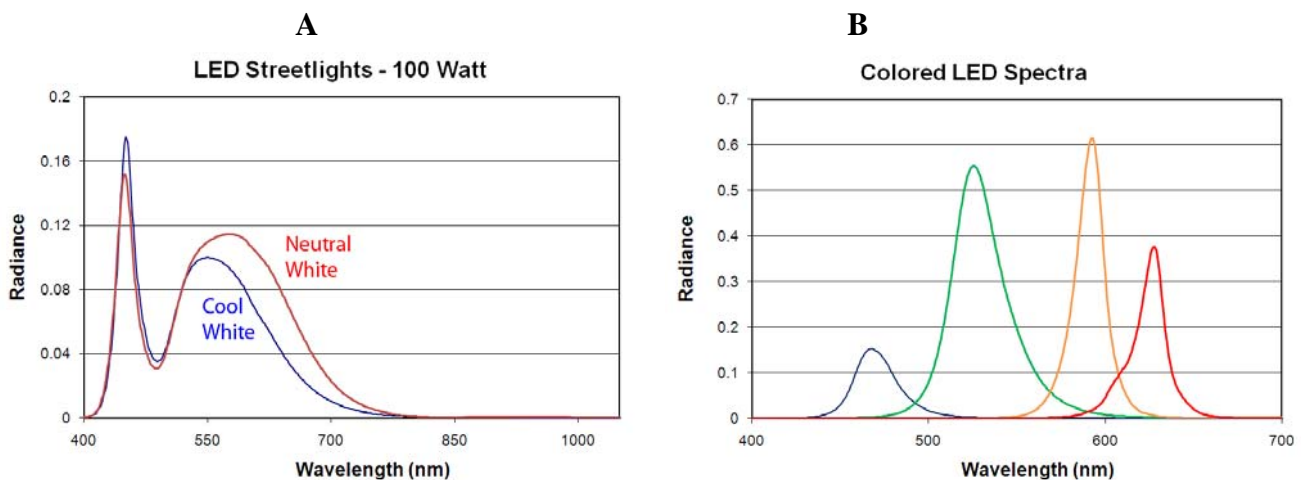 A
LED Streetlights - 100 Watt
0.2
0.16
0.12
0.08
0.04
0
Radiance
Neutral
White
Cool
White
400
550
700
850
1000
Wavelength (nm)
B
Colored LED Spectra
0.7
0.6
0.5
0.4
0.3
0.2
0.1
0
Radiance
400
500
600
700
Wavelength (nm)